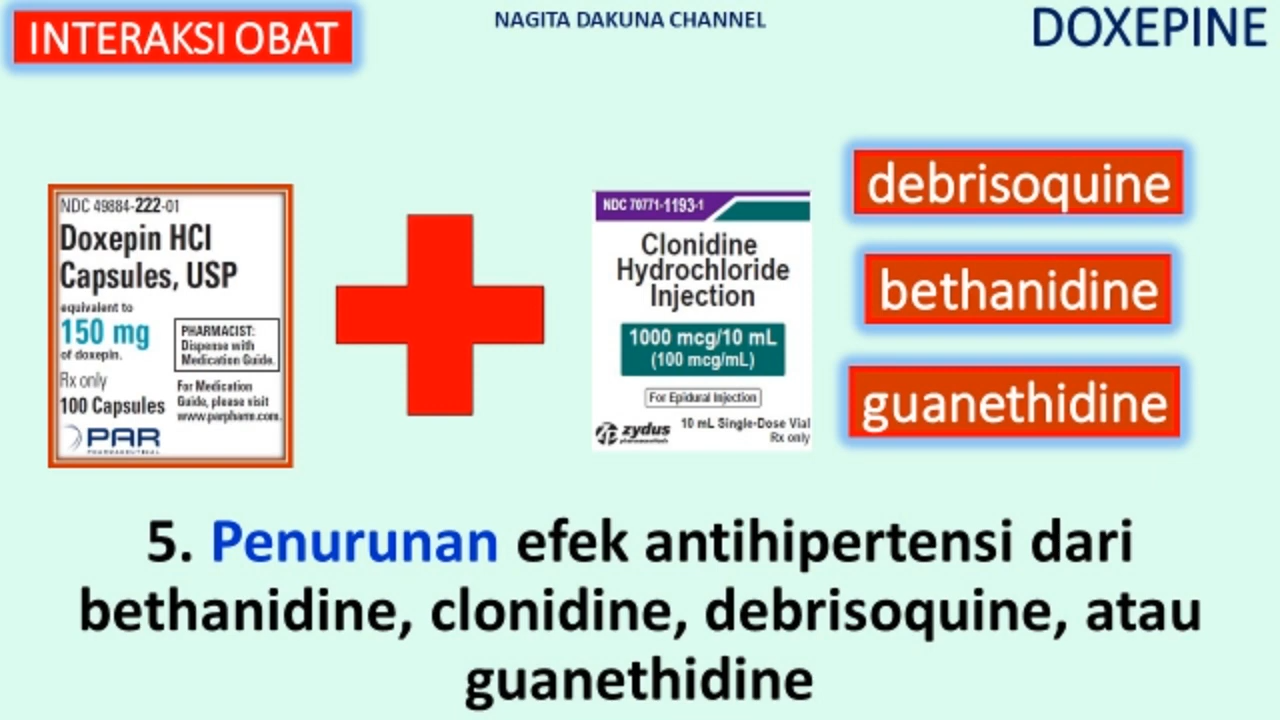 INTERAKSI OBAT
NAGITA DAKUNA CHANNEL
DOXEPINE
NDC 49884-222-01
Doxepin HCl
Capsules, USP
equivalent to
150 mg
of doxepin.
Rx only
100 Capsules
PAR
PHARMACEUTICAL
PHARMACIST:
Dispense with
Medication Guide.
For Medication
Guide, please visit
www.parpharm.com.
NDC 70771-1193-1
Clonidine
Hydrochloride
Injection
1000 mcg/10 mL
(100 mcg/mL)
For Epidural Injection
zydus
pharmaceuticals
10 mL Single-Dose Vial
Rx only
debrisoquine
bethanidine
guanethidine
5. Penurunan efek antihipertensi dari
bethanidine, clonidine, debrisoquine, atau
guanethidine